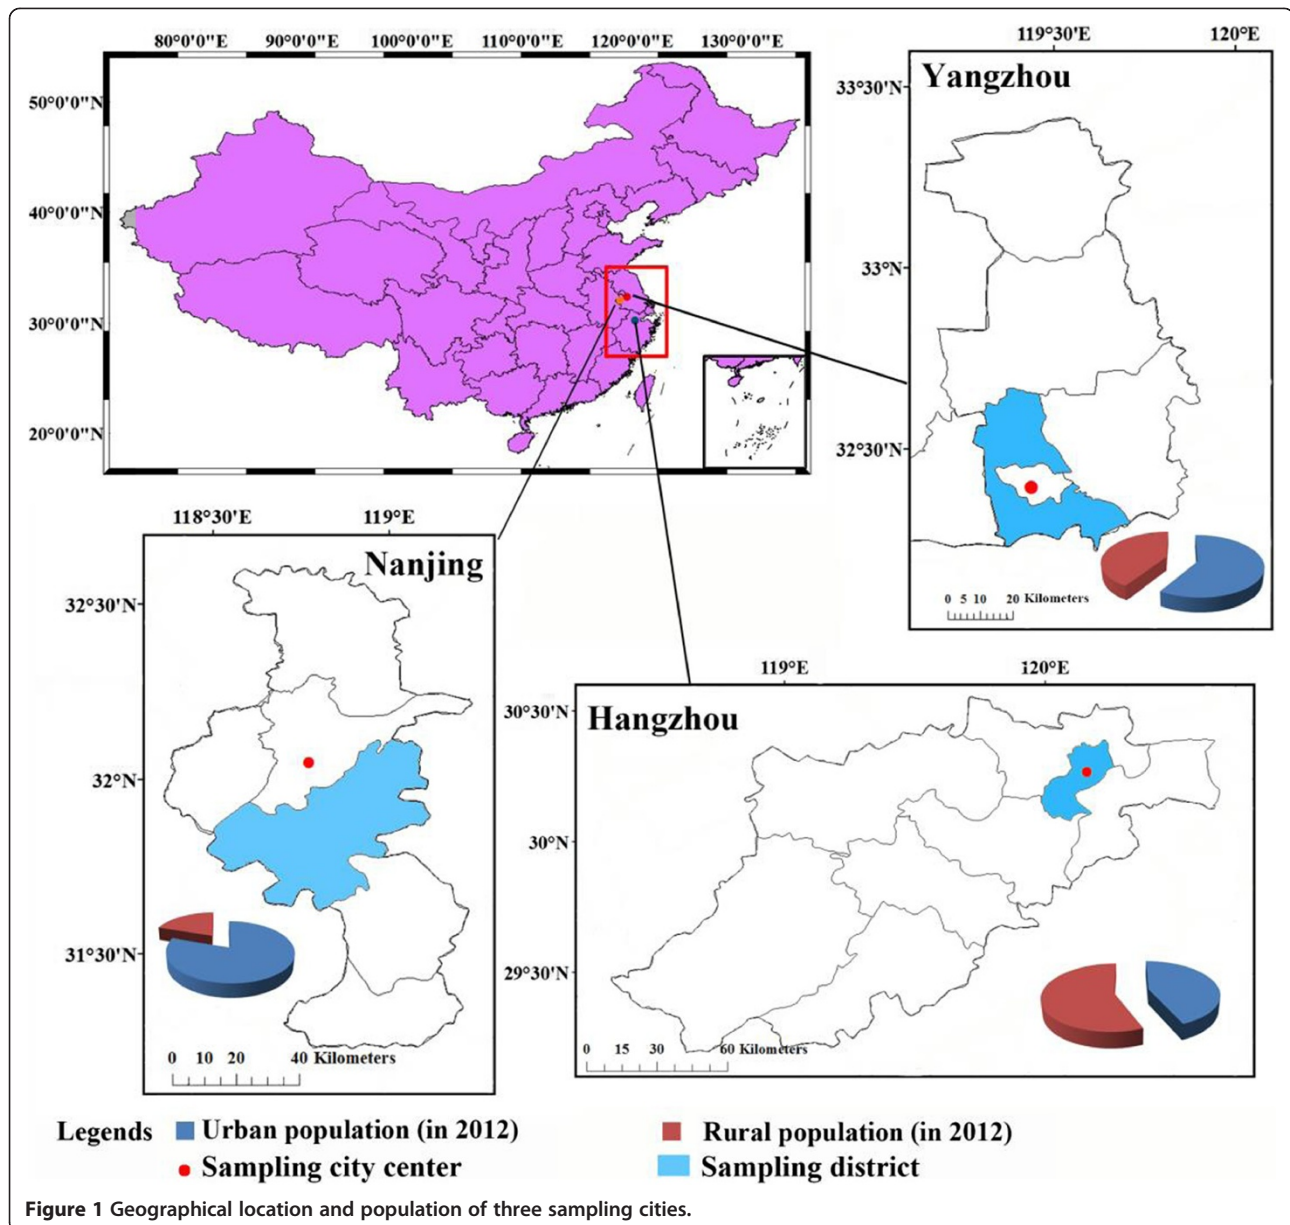 80°0'0"E 90°0'0"E 100°0'0"E 110°0'0"E 120°0'0"E 130°0'0"E
50°0'0"N
40°0'0"N
30°0'0"N
20°0'0"N
119°30'E 120°E
Yangzhou
33°30'N
33°N
32°30'N
0 5 10 20 Kilometers
118°30'E 119°E
Nanjing
32°30'N
32°N
31°30'N
0 10 20 40 Kilometers
119°E 120°E
Hangzhou
30°30'N
30°N
29°30'N
0 15 30 60 Kilometers
Legends Urban population (in 2012) Rural population (in 2012)
Sampling city center Sampling district
Figure 1 Geographical location and population of three sampling cities.